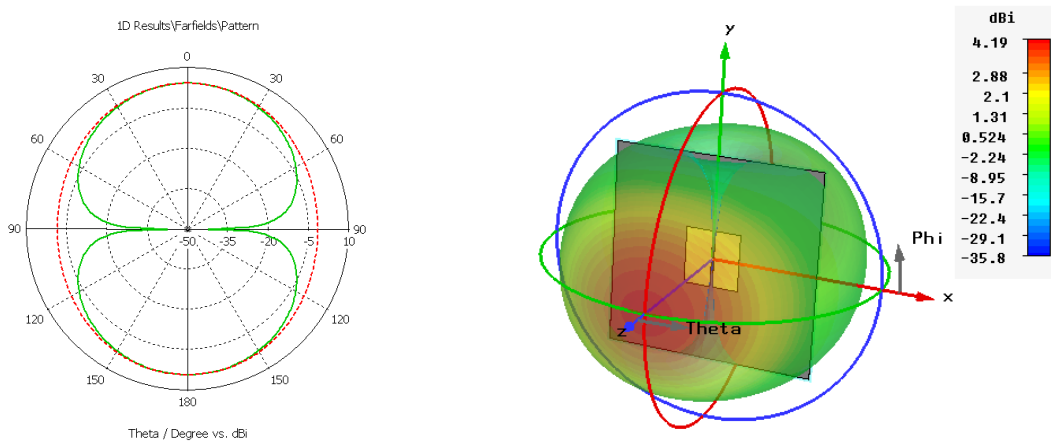 1D Results\Farfields\Pattern
0
30 30
60 60
90 -50 -35 -20 -5 10 90
120 120
150 150
180
Theta / Degree vs. dBi
y
Phi
x
z Theta
dBi
4.19
2.88
2.1
1.31
0.524
-2.24
-8.95
-15.7
-22.4
-29.1
-35.8